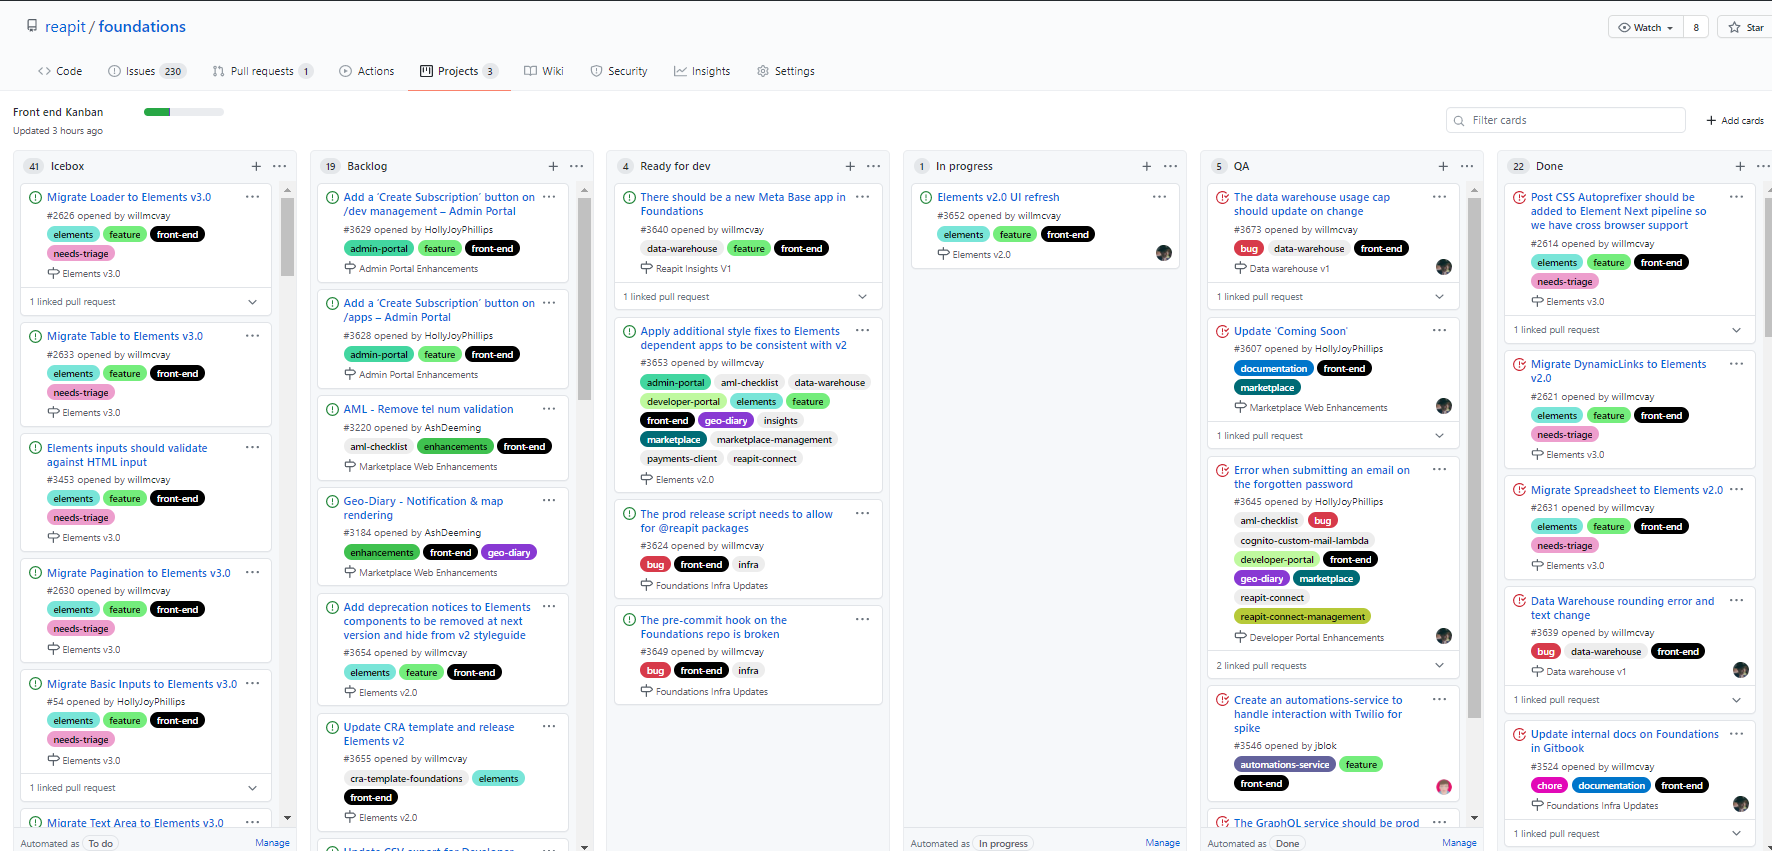 reapit / foundations
Watch
8
Star
Code
Issues 230
Pull requests 1
Actions
Projects 3
Wiki
Security
Insights
Settings
Front end Kanban
Updated 3 hours ago
Filter cards
Add cards
41 Icebox
Migrate Loader to Elements v3.0
#2626 opened by willmcvay
elements feature front-end
needs-triage
Elements v3.0
1 linked pull request
Migrate Table to Elements v3.0
#2633 opened by willmcvay
elements feature front-end
needs-triage
Elements v3.0
Elements inputs should validate
against HTML input
#3453 opened by willmcvay
elements feature front-end
needs-triage
Elements v3.0
Migrate Pagination to Elements v3.0
#2630 opened by willmcvay
elements feature front-end
needs-triage
Elements v3.0
Migrate Basic Inputs to Elements v3.0
#54 opened by HollyJoyPhillips
elements feature front-end
needs-triage
Elements v3.0
1 linked pull request
Migrate Text Area to Elements v3.0
Automated as To do
Manage
19 Backlog
Add a 'Create Subscription' button on
/dev management – Admin Portal
#3629 opened by HollyJoyPhillips
admin-portal feature front-end
Admin Portal Enhancements
Add a 'Create Subscription' button on
/apps – Admin Portal
#3628 opened by HollyJoyPhillips
admin-portal feature front-end
Admin Portal Enhancements
AML - Remove tel num validation
#3220 opened by AshDeeming
aml-checklist enhancements front-end
Marketplace Web Enhancements
Geo-Diary - Notification & map
rendering
#3184 opened by AshDeeming
enhancements front-end geo-diary
Marketplace Web Enhancements
Add deprecation notices to Elements
components to be removed at next
version and hide from v2 styleguide
#3654 opened by willmcvay
elements feature front-end
Elements v2.0
Update CRA template and release
Elements v2
#3655 opened by willmcvay
cra-template-foundations elements
front-end
Elements v2.0
Update CSV export for Developer
4 Ready for dev
There should be a new Meta Base app in
Foundations
#3640 opened by willmcvay
data-warehouse feature front-end
Reapit Insights V1
1 linked pull request
Apply additional style fixes to Elements
dependent apps to be consistent with v2
#3653 opened by willmcvay
admin-portal aml-checklist data-warehouse
developer-portal elements feature
front-end geo-diary insights
marketplace marketplace-management
payments-client reapit-connect
Elements v2.0
The prod release script needs to allow
for @reapit packages
#3624 opened by willmcvay
bug front-end infra
Foundations Infra Updates
The pre-commit hook on the
Foundations repo is broken
#3649 opened by willmcvay
bug front-end infra
Foundations Infra Updates
1 In progress
Elements v2.0 UI refresh
#3652 opened by willmcvay
elements feature front-end
Elements v2.0
Automated as In progress
Manage
5 QA
The data warehouse usage cap
should update on change
#3673 opened by willmcvay
bug data-warehouse front-end
Data warehouse v1
1 linked pull request
Update 'Coming Soon'
#3607 opened by HollyJoyPhillips
documentation front-end
marketplace
Marketplace Web Enhancements
1 linked pull request
Error when submitting an email on
the forgotten password
#3645 opened by HollyJoyPhillips
aml-checklist bug
cognito-custom-mail-lambda
developer-portal front-end
geo-diary marketplace
reapit-connect
reapit-connect-management
Developer Portal Enhancements
2 linked pull requests
Create an automations-service to
handle interaction with Twilio for
spike
#3546 opened by jblok
automations-service feature
front-end
The GraphQL service should be prod
Automated as Done
Manage
22 Done
Post CSS Autoprefixer should be
added to Element Next pipeline so
we have cross browser support
#2614 opened by willmcvay
elements feature front-end
needs-triage
Elements v3.0
1 linked pull request
Migrate DynamicLinks to Elements
v2.0
#2621 opened by willmcvay
elements feature front-end
needs-triage
Elements v3.0
Migrate Spreadsheet to Elements v2.0
#2631 opened by willmcvay
elements feature front-end
needs-triage
Elements v3.0
Data Warehouse rounding error and
text change
#3639 opened by willmcvay
bug data-warehouse front-end
Data warehouse v1
1 linked pull request
Update internal docs on Foundations
in Gitbook
#3524 opened by willmcvay
chore documentation front-end
Foundations Infra Updates
1 linked pull request